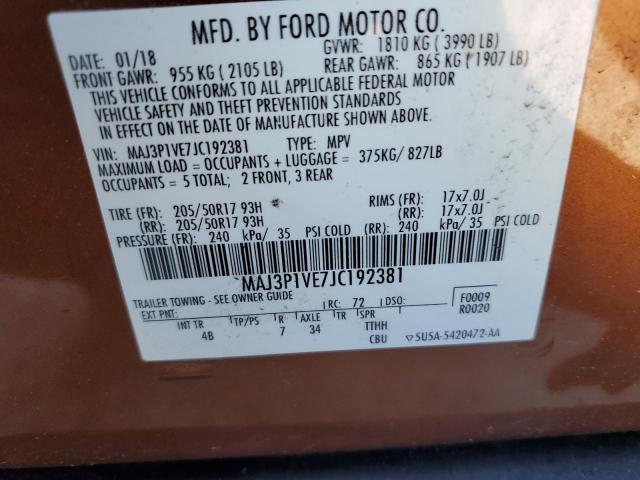 MFD. BY FORD MOTOR CO.
DATE: 01/18 GVWR: 1810 KG ( 3990 LB)
FRONT GAWR: 955 KG ( 2105 LB) REAR GAWR: 865 KG ( 1907 LB)
THIS VEHICLE CONFORMS TO ALL APPLICABLE FEDERAL MOTOR
VEHICLE SAFETY AND THEFT PREVENTION STANDARDS
IN EFFECT ON THE DATE OF MANUFACTURE SHOWN ABOVE.
VIN: MAJ3P1VE7JC192381 TYPE: MPV
MAXIMUM LOAD = OCCUPANTS + LUGGAGE = 375KG/ 827LB
OCCUPANTS = 5 TOTAL; 2 FRONT, 3 REAR
TIRE (FR): 205/50R17 93H RIMS (FR): 17x7.0J
(RR): 205/50R17 93H (RR): 17x7.0J
PRESSURE (FR): 240 kPa/ 35 PSI COLD (RR): 240 kPa/ 35 PSI COLD
MAJ3P1VE7JC192381
TRAILER TOWING - SEE OWNER GUIDE
EXT PNT: RC: 72 DSO: F0009
R0020
INT TR TP/PS R AXLE TR SPR
4B 7 34 TTHH
CBU SU5A-5420472-AA